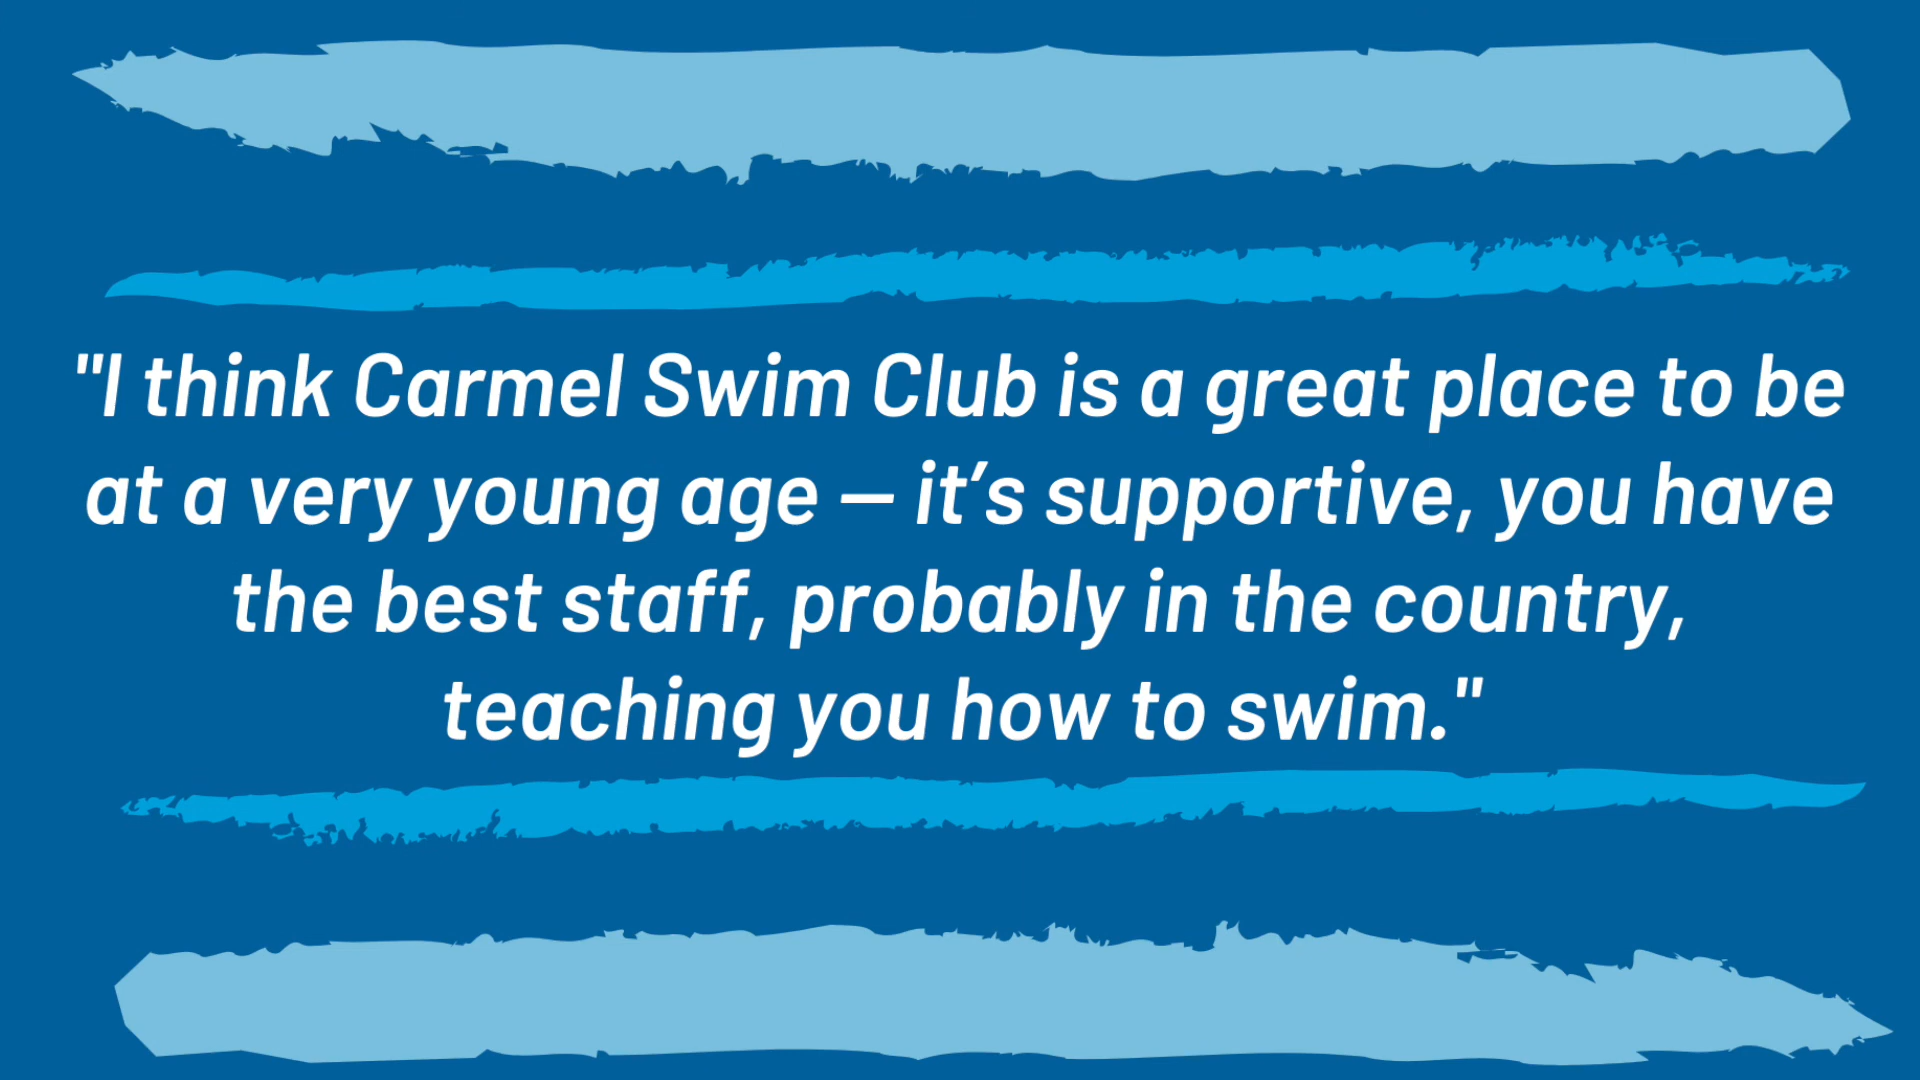 "I think Carmel Swim Club is a great place to be
at a very young age – it’s supportive, you have
the best staff, probably in the country,
teaching you how to swim."